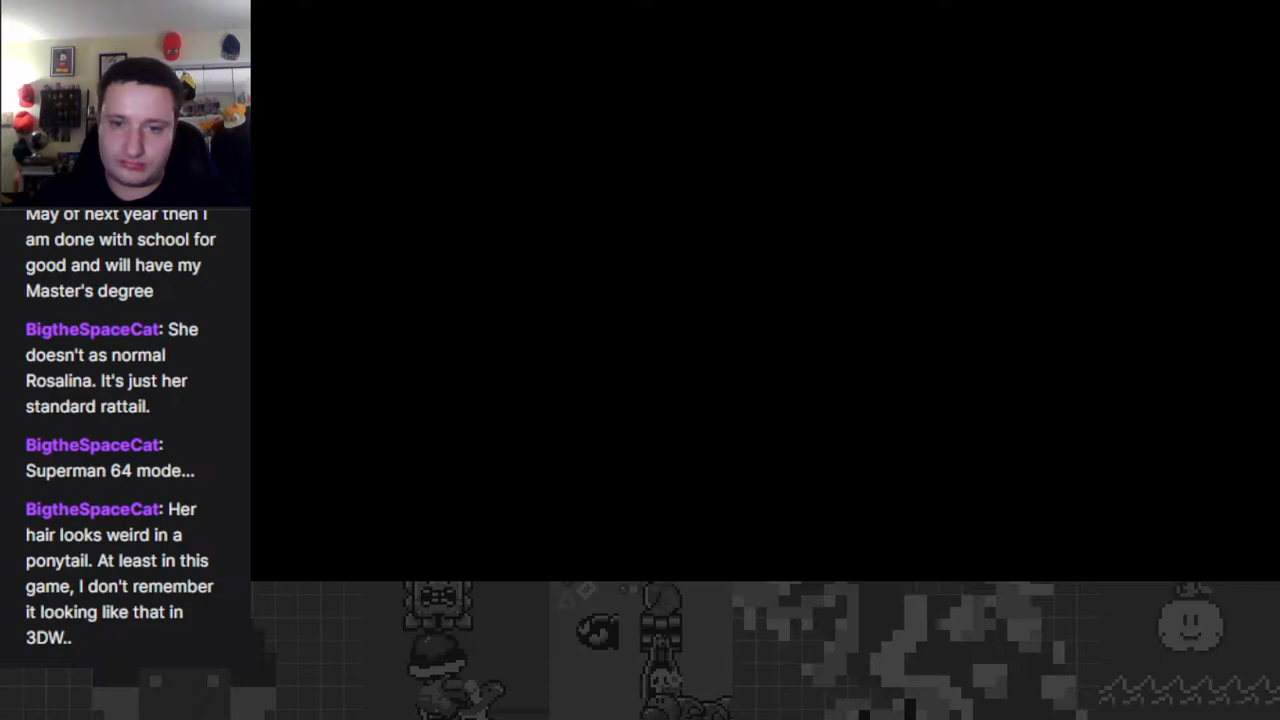 May of next year then I
am done with school for
good and will have my
Master's degree
BigtheSpaceCat: She
doesn't as normal
Rosalina. It's just her
standard rattail.
BigtheSpaceCat:
Superman 64 mode...
BigtheSpaceCat: Her
hair looks weird in a
ponytail. At least in this
game, I don't remember
it looking like that in
3DW..